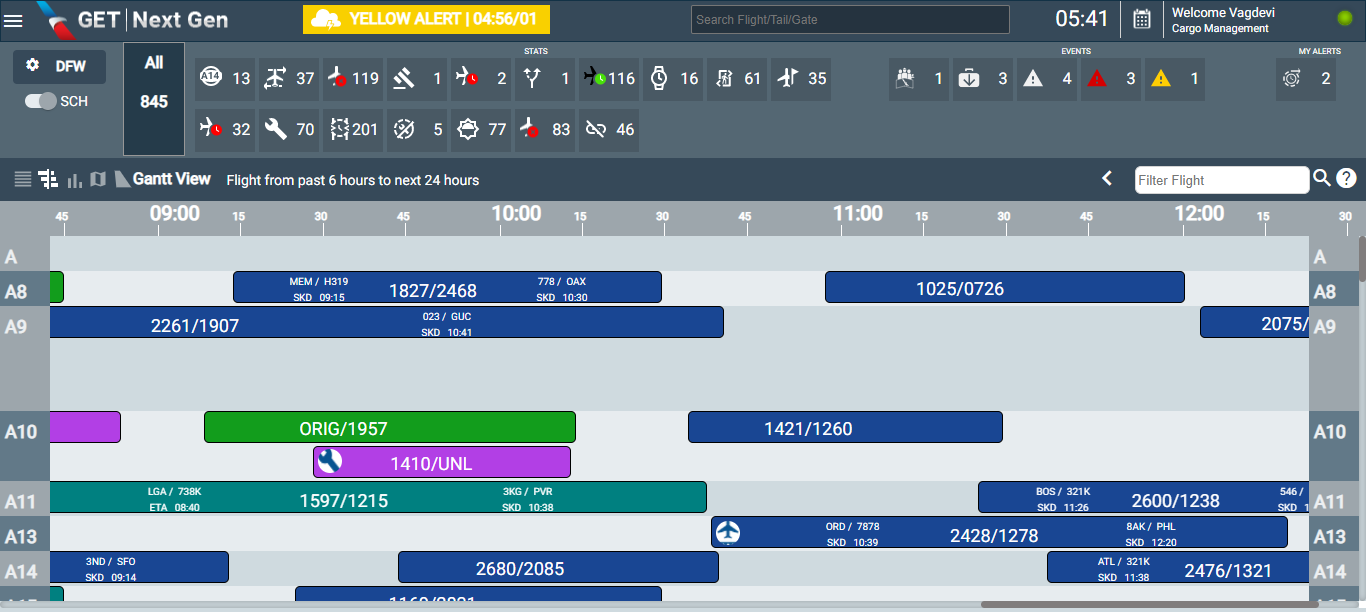 GET | Next Gen
YELLOW ALERT | 04:56/01
Search Flight/Tail/Gate
05:41
Welcome Vagdevi
Cargo Management
DFW
SCH
All
845
STATS
A14 13 37 119 1 2 1 116 16 61 35
32 70 201 5 77 83 46
EVENTS
1 3 4 3 1
MY ALERTS
2
Gantt View
Flight from past 6 hours to next 24 hours
Filter Flight
?
45 09:00 15 30 45 10:00 15 30 45 11:00 15 30 45 12:00 15 30
A A
A8 MEM / H319 1827/2468 778 / OAX 1025/0726 A8
SKD 09:15 SKD 10:30
A9 2261/1907 023 / GUC 2075/ A9
SKD 10:41
A10 ORIG/1957 1421/1260 A10
1410/UNL
A11 LGA / 738K 1597/1215 3KG / PVR BOS / 321K 2600/1238 546 / A11
ETA 08:40 SKD 10:38 SKD 11:26 SKD 1
A13 ORD / 7878 2428/1278 8AK / PHL A13
SKD 10:39 SKD 12:20
A14 3ND / SFO 2680/2085 ATL / 321K 2476/1321 A14
SKD 09:14 SKD 11:38